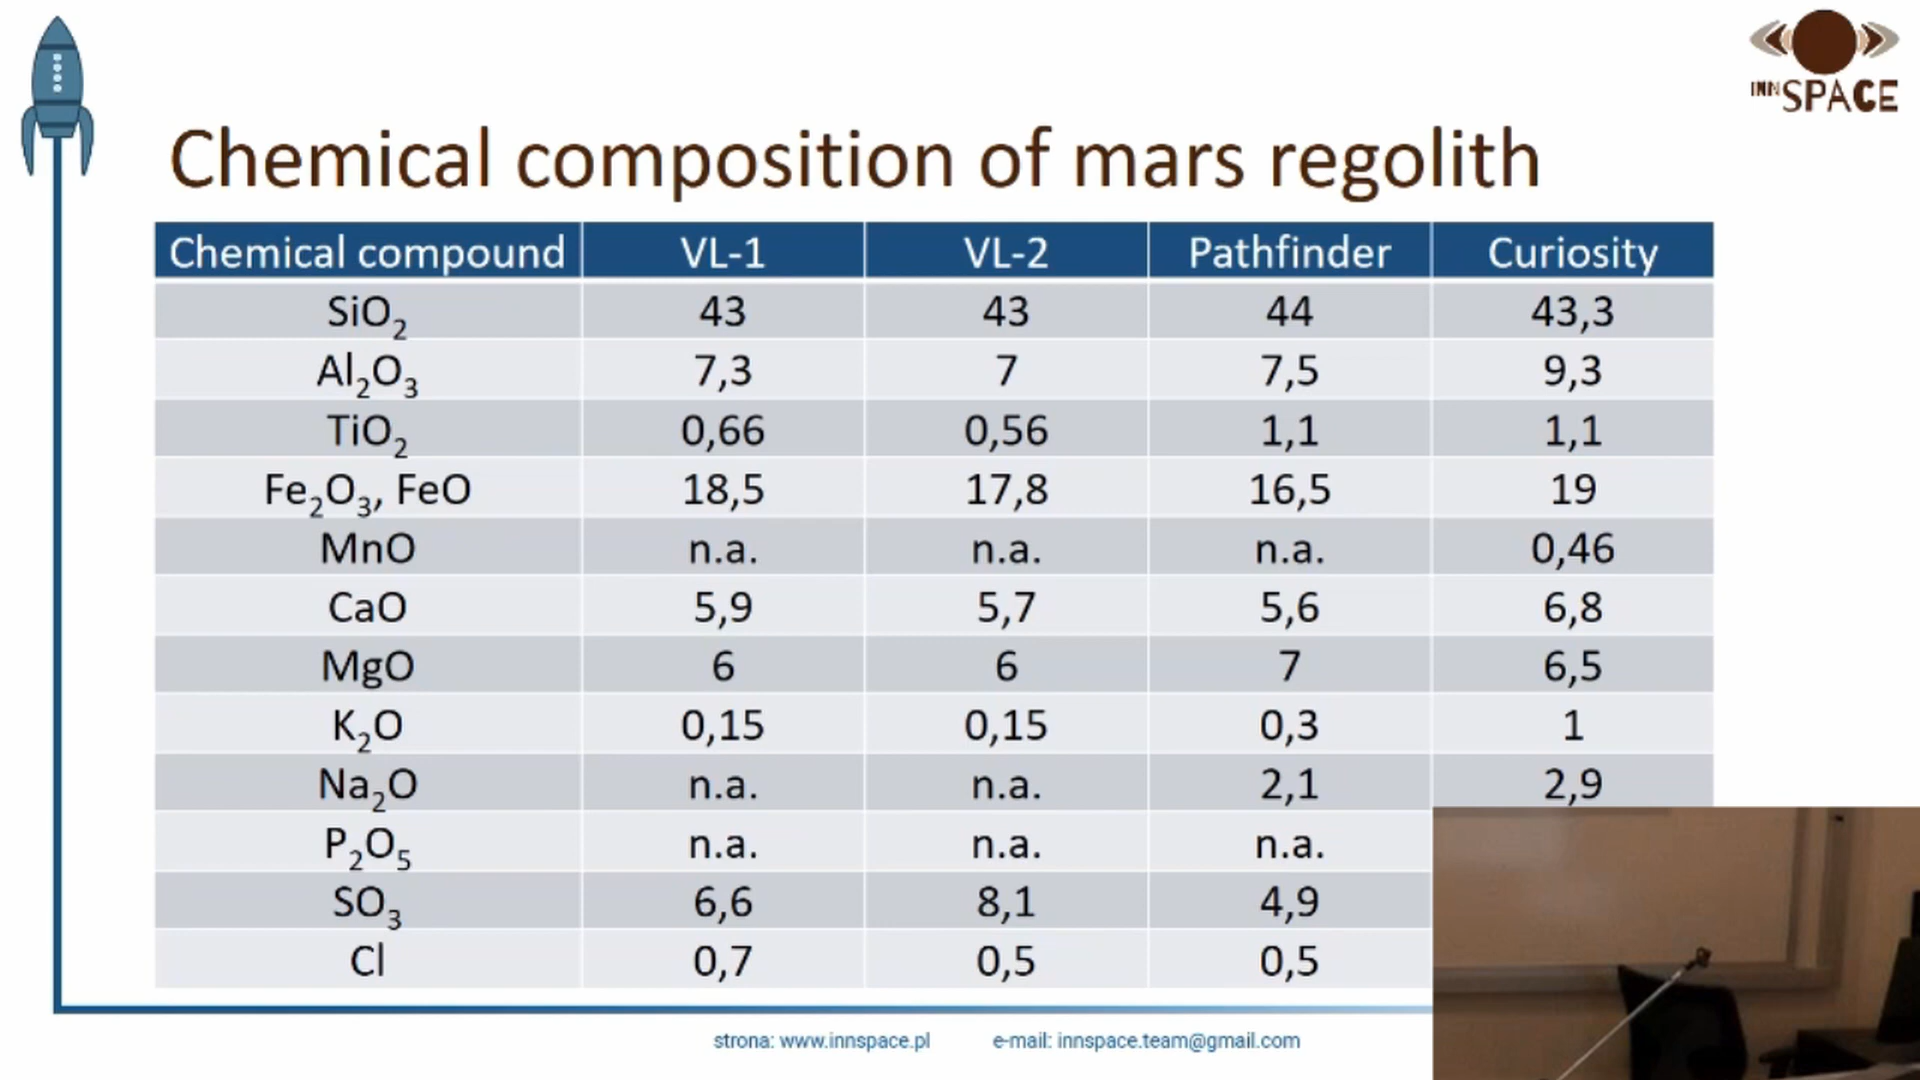 INNSPACE
Chemical composition of mars regolith
Chemical compound VL-1 VL-2 Pathfinder Curiosity
SiO₂ 43 43 44 43,3
Al₂O₃ 7,3 7 7,5 9,3
TiO₂ 0,66 0,56 1,1 1,1
Fe₂O₃, FeO 18,5 17,8 16,5 19
MnO n.a. n.a. n.a. 0,46
CaO 5,9 5,7 5,6 6,8
MgO 6 6 7 6,5
K₂O 0,15 0,15 0,3 1
Na₂O n.a. n.a. 2,1 2,9
P₂O₅ n.a. n.a. n.a.
SO₃ 6,6 8,1 4,9
Cl 0,7 0,5 0,5
strona: www.innspace.pl e-mail: innspace.team@gmail.com